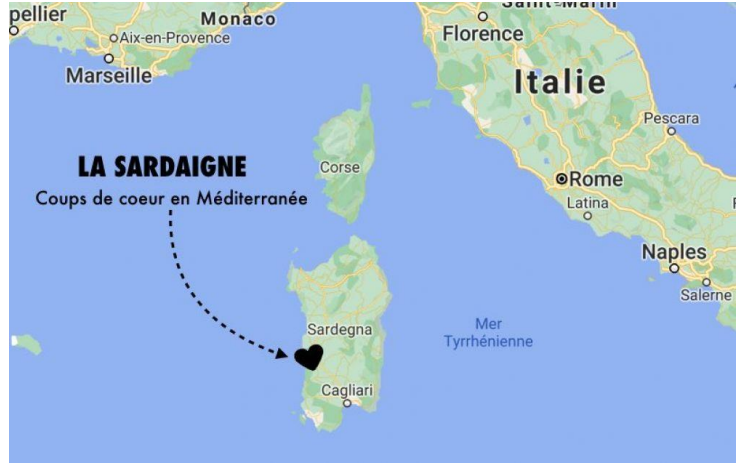 pellier
Monaco
Aix-en-Provence
Marseille
Florence
Italie
Pescara
LA SARDAIGNE
Coups de coeur en Méditerranée
Corse
Rome
Latina
Naples
Salerne
Sardegna
Mer
Tyrrhénienne
Cagliari